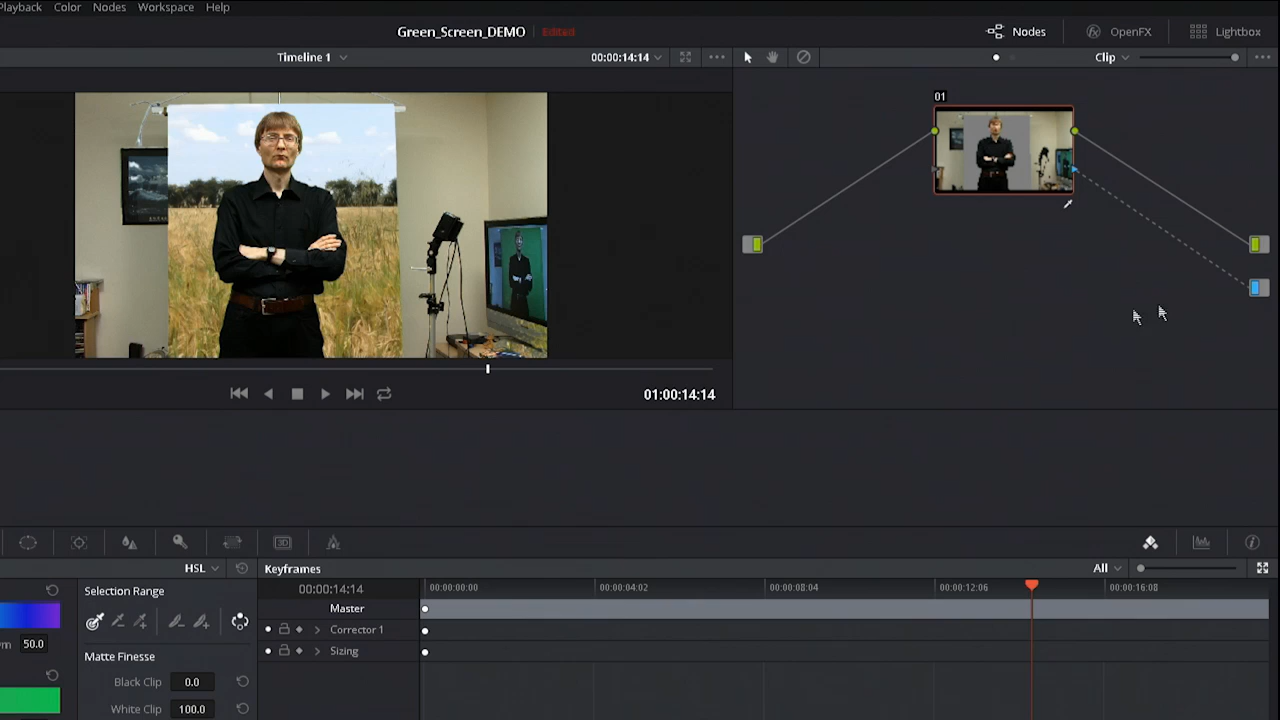 Playback Color Nodes Workspace Help
Green_Screen_DEMO Edited
Nodes OpenFX Lightbox
Timeline 1 00:00:14:14
Clip
01
01:00:14:14
3D
HSL
Keyframes
All
Selection Range
00:00:14:14
00:00:00:00 00:00:04:02 00:00:08:04 00:00:12:06 00:00:16:08
Master
50.0
Corrector 1
Sizing
Matte Finesse
Black Clip 0.0
White Clip 100.0